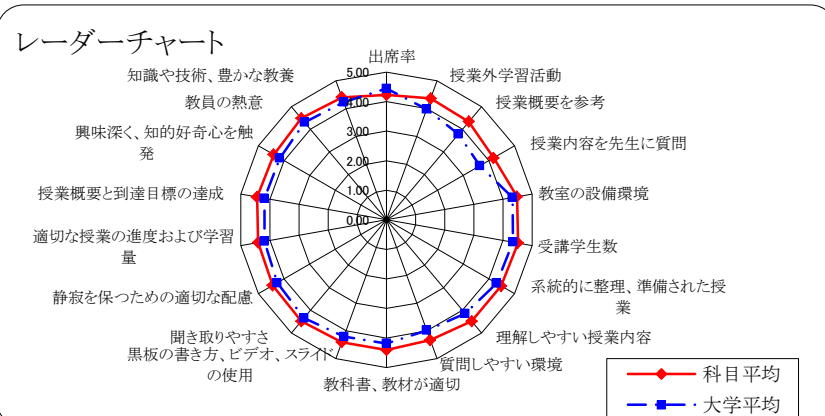 レーダーチャート
出席率
授業外学習活動
授業概要を参考
授業内容を先生に質問
教室の設備環境
受講学生数
系統的に整理、準備された授
業
理解しやすい授業内容
質問しやすい環境
教科書、教材が適切
黒板の書き方、ビデオ、スライド
の使用
聞き取りやすさ
静寂を保つための適切な配慮
適切な授業の進度および学習
量
授業概要と到達目標の達成
興味深く、知的好奇心を触
発
教員の熱意
知識や技術、豊かな教養
5.00
4.00
3.00
2.00
1.00
0.00
科目平均
大学平均